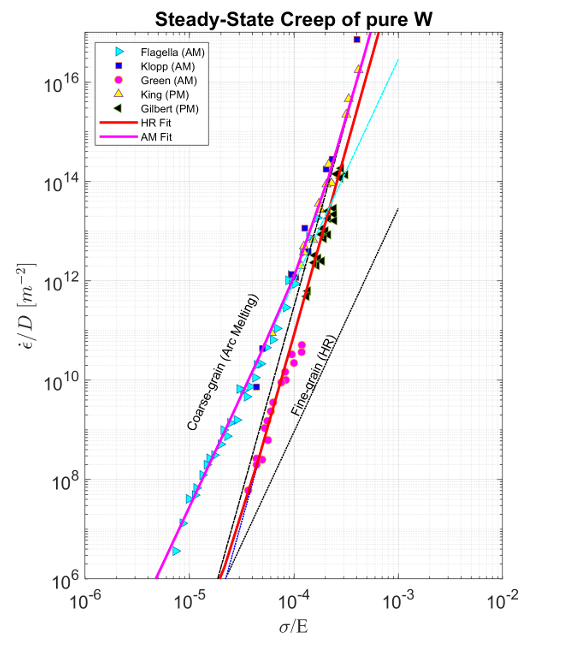 Steady-State Creep of pure W
Flagella (AM)
Klopp (AM)
Green (AM)
King (PM)
Gilbert (PM)
HR Fit
AM Fit
10^16
10^14
10^12
10^10
10^8
10^6
ε̇/D [m^−2]
Coarse-grain (Arc Melting)
Fine-grain (HR)
10^-6
10^-5
10^-4
10^-3
10^-2
σ/E